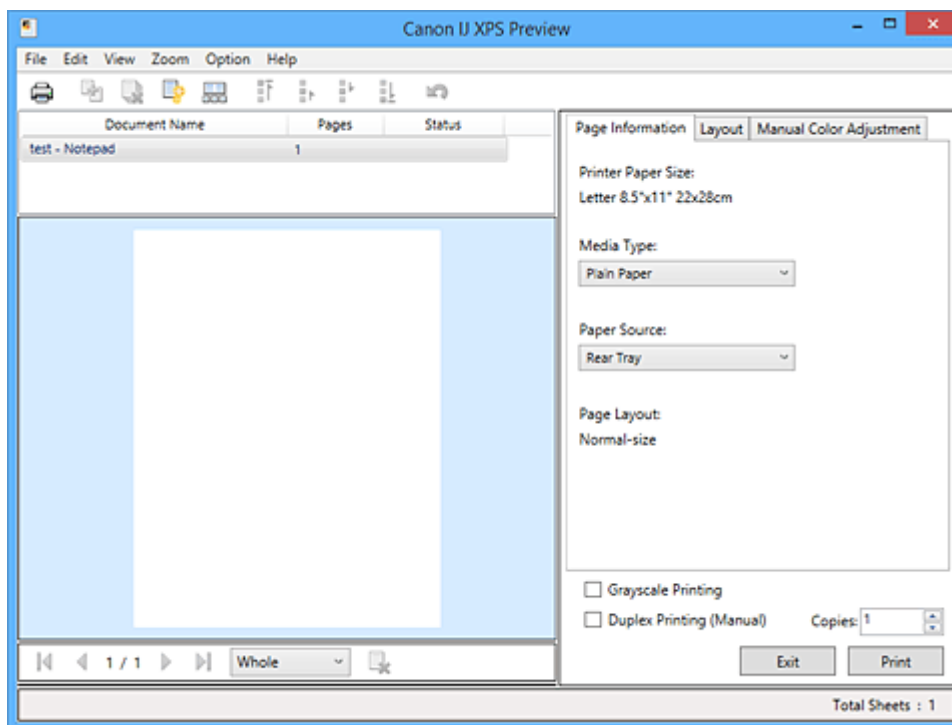 Canon IJ XPS Preview
File Edit View Zoom Option Help
Document Name Pages Status
test - Notepad 1
Page Information Layout Manual Color Adjustment
Printer Paper Size:
Letter 8.5"x11" 22x28cm
Media Type:
Plain Paper
Paper Source:
Rear Tray
Page Layout:
Normal-size
Grayscale Printing
Duplex Printing (Manual) Copies: 1
1 / 1 Whole
Exit Print
Total Sheets : 1